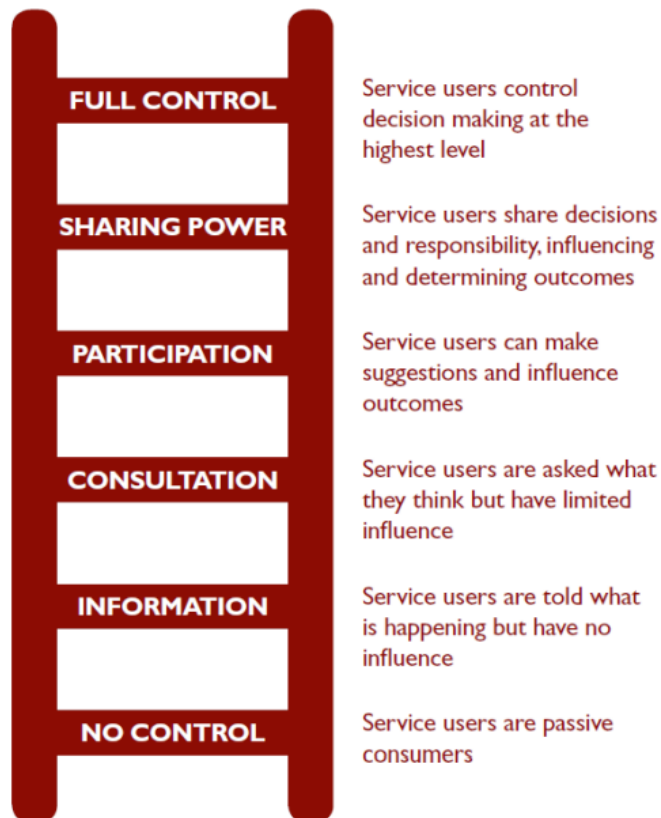 FULL CONTROL
Service users control
decision making at the
highest level
SHARING POWER
Service users share decisions
and responsibility, influencing
and determining outcomes
PARTICIPATION
Service users can make
suggestions and influence
outcomes
CONSULTATION
Service users are asked what
they think but have limited
influence
INFORMATION
Service users are told what
is happening but have no
influence
NO CONTROL
Service users are passive
consumers